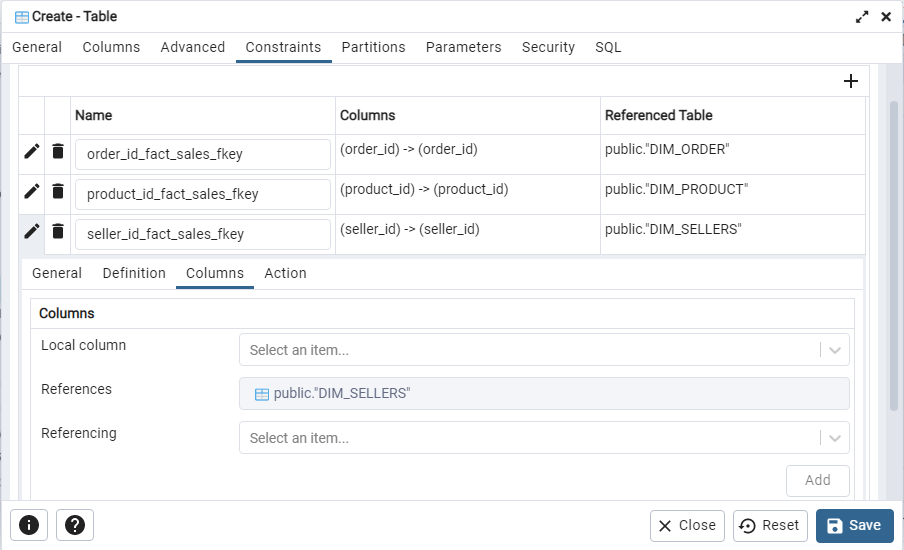 Create - Table
General Columns Advanced Constraints Partitions Parameters Security SQL
Name Columns Referenced Table
order_id_fact_sales_fkey (order_id) -> (order_id) public."DIM_ORDER"
product_id_fact_sales_fkey (product_id) -> (product_id) public."DIM_PRODUCT"
seller_id_fact_sales_fkey (seller_id) -> (seller_id) public."DIM_SELLERS"
General Definition Columns Action
Columns
Local column Select an item...
References public."DIM_SELLERS"
Referencing Select an item...
Add
Close Reset Save